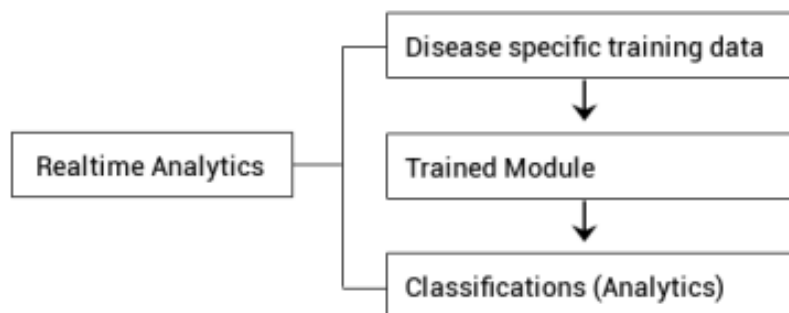 Disease specific training data
Realtime Analytics
Trained Module
Classifications (Analytics)